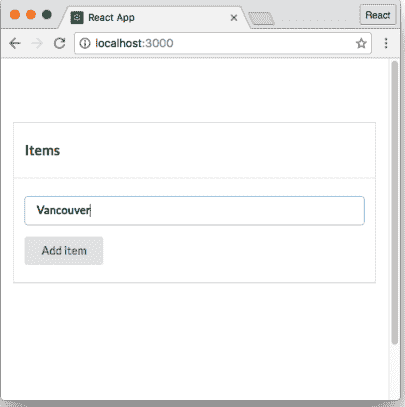 React App
React
localhost:3000
Items
Vancouver
Add item